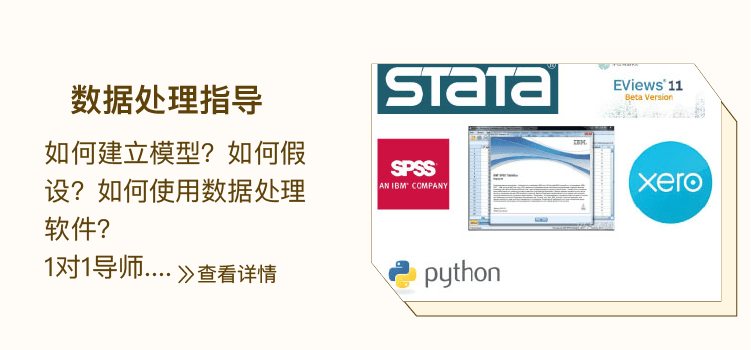 数据处理指导
如何建立模型？如何假
设？如何使用数据处理
软件？
1对1导师.... 》查看详情
STATA
EViews® 11
Beta Version
SPSS
AN IBM® COMPANY
IBM.
xero
python